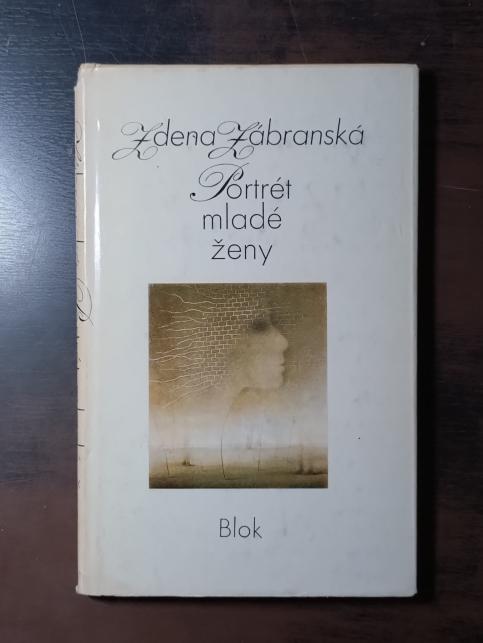 Zdena Zábranská
Portrét
mladé
ženy
Blok